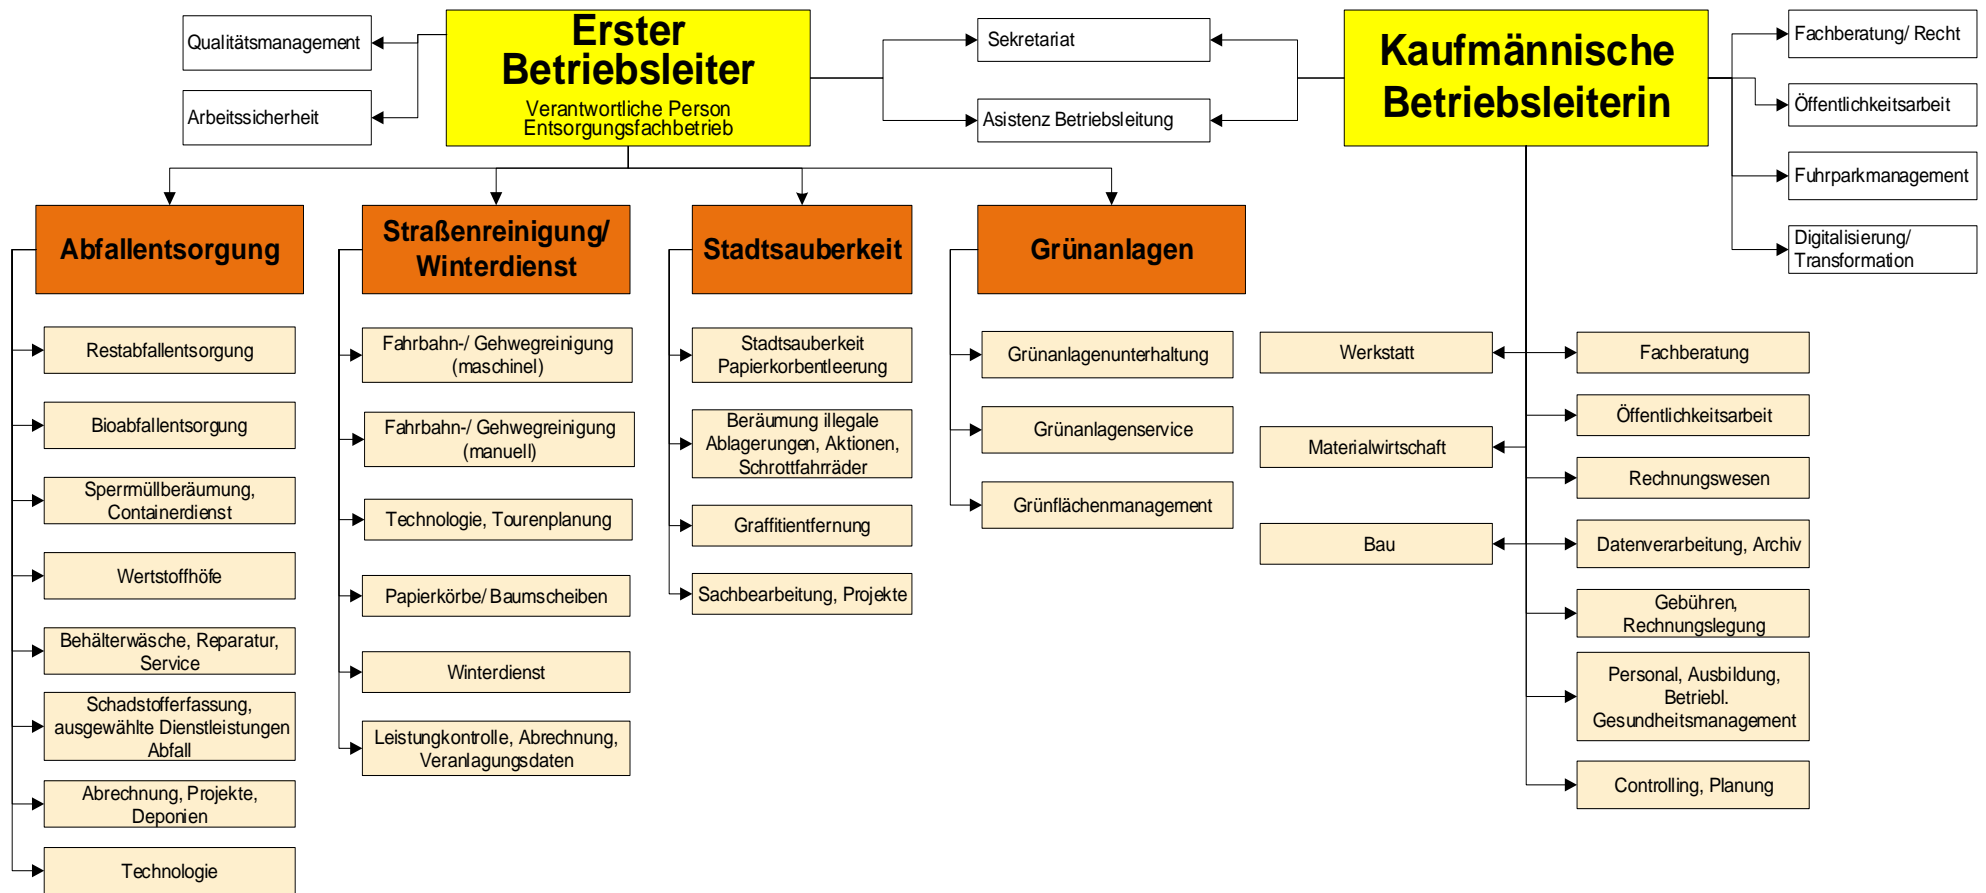 Qualitätsmanagement
Arbeitssicherheit
Erster
Betriebsleiter
Verantwortliche Person
Entsorgungsfachbetrieb
Sekretariat
Asistenz Betriebsleitung
Kaufmännische
Betriebsleiterin
Fachberatung/ Recht
Öffentlichkeitsarbeit
Fuhrparkmanagement
Digitalisierung/
Transformation
Abfallentsorgung
Restabfallentsorgung
Bioabfallentsorgung
Sperrmüllberäumung,
Containerdienst
Wertstoffhöfe
Behälterwäsche, Reparatur,
Service
Schadstofferfassung,
ausgewählte Dienstleistungen
Abfall
Abrechnung, Projekte,
Deponien
Technologie
Straßenreinigung/
Winterdienst
Fahrbahn-/ Gehwegreinigung
(maschinel)
Fahrbahn-/ Gehwegreinigung
(manuell)
Technologie, Tourenplanung
Papierkörbe/ Baumscheiben
Winterdienst
Leistungkontrolle, Abrechnung,
Veranlagungsdaten
Stadtsauberkeit
Stadtsauberkeit
Papierkorbentleerung
Beräumung illegale
Ablagerungen, Aktionen,
Schrottfahrräder
Graffitientfernung
Sachbearbeitung, Projekte
Grünanlagen
Grünanlagenunterhaltung
Grünanlagenservice
Grünflächenmanagement
Werkstatt
Materialwirtschaft
Bau
Fachberatung
Öffentlichkeitsarbeit
Rechnungswesen
Datenverarbeitung, Archiv
Gebühren,
Rechnungslegung
Personal, Ausbildung,
Betriebl.
Gesundheitsmanagement
Controlling, Planung